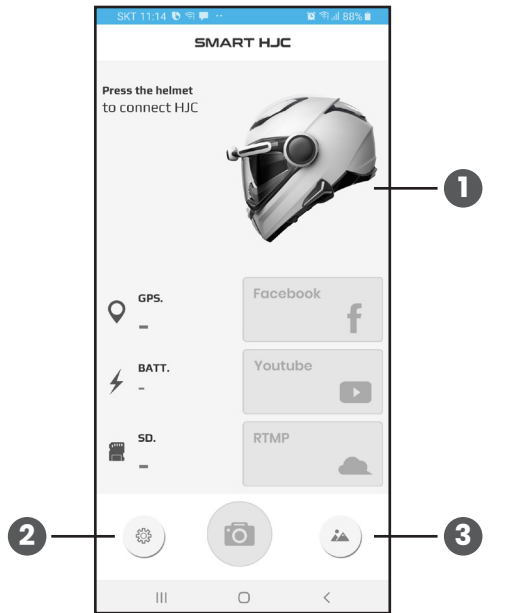 SKT 11:14
88%
SMART HJC
Press the helmet
to connect HJC
1
GPS.
-
Facebook
f
BATT.
-
Youtube
SD.
-
RTMP
2
3